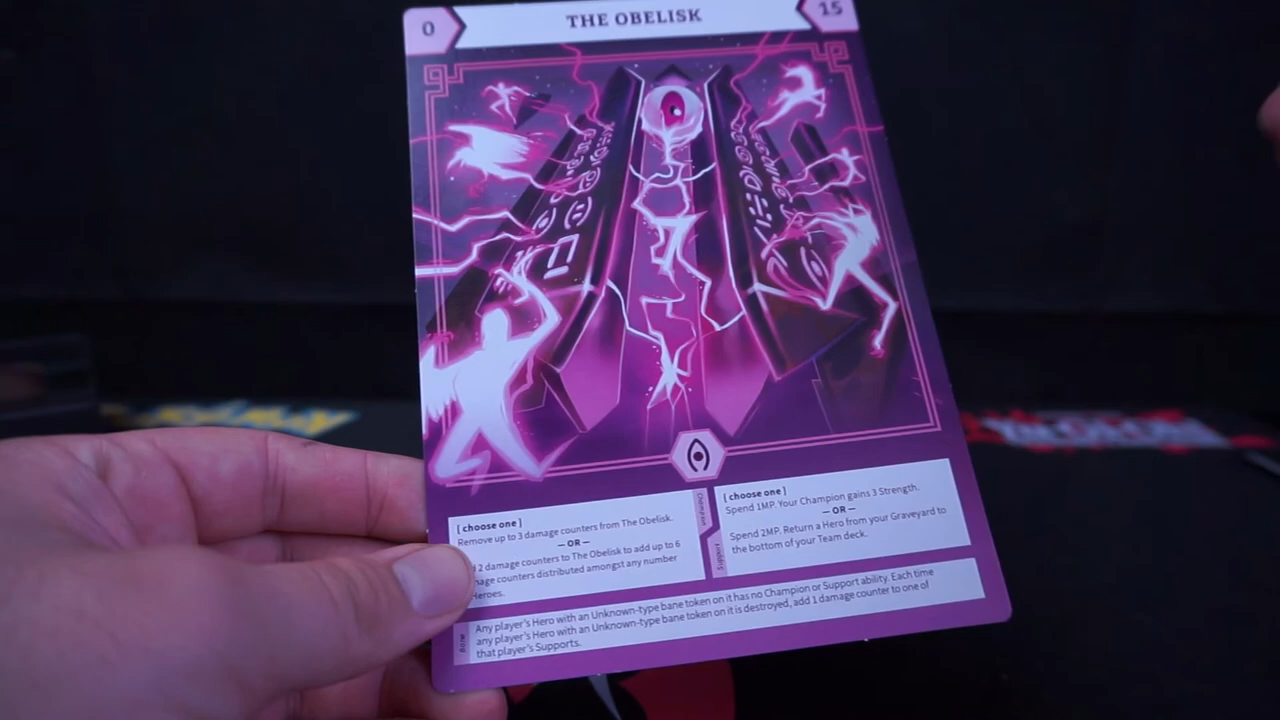 0
THE OBELISK
15
[ choose one ]
Remove up to 3 damage counters from The Obelisk.
— OR —
2 damage counters to The Obelisk to add up to 6
damage counters distributed amongst any number
Heroes.
Champion
Support
[ choose one ]
Spend 1MP. Your Champion gains 3 Strength.
— OR —
Spend 2MP. Return a Hero from your Graveyard to
the bottom of your Team deck.
Bane
Any player's Hero with an Unknown-type bane token on it has no Champion or Support ability. Each time
any player's Hero with an Unknown-type bane token on it is destroyed, add 1 damage counter to one of
that player's Supports.